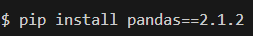 $ pip install pandas==2.1.2